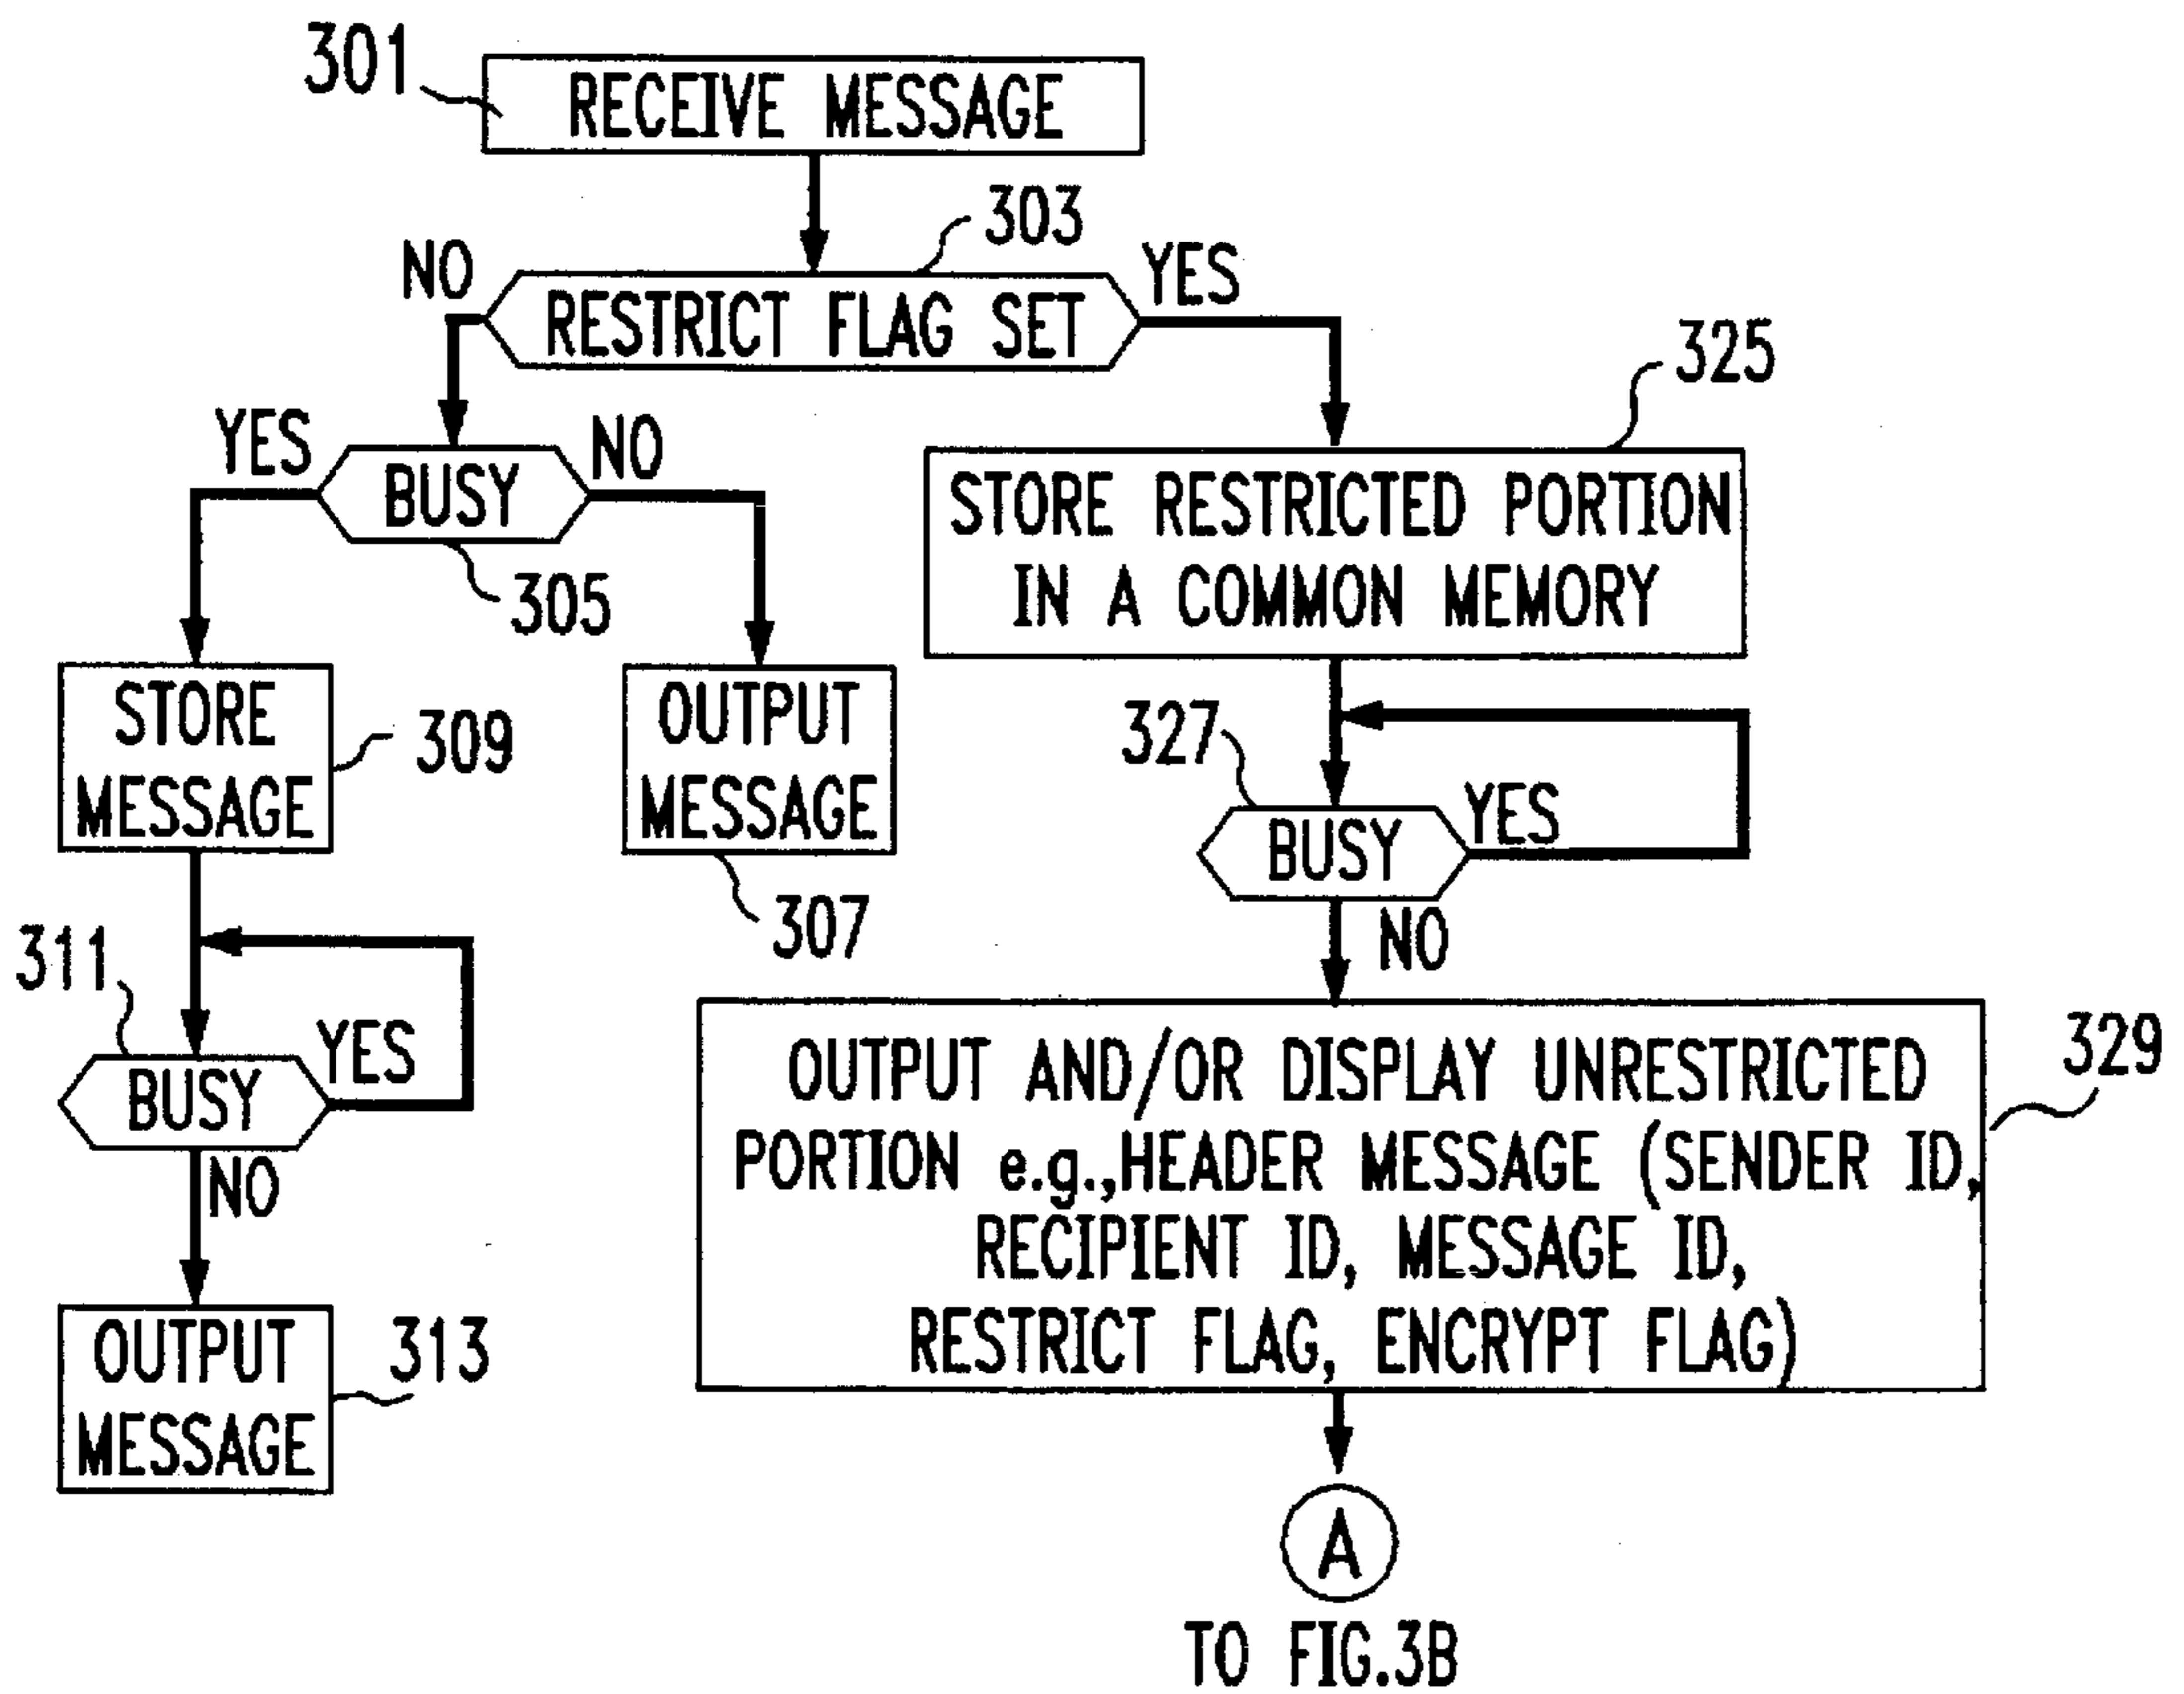 301
RECEIVE MESSAGE
303
NO
YES
RESTRICT FLAG SET
325
YES
NO
BUSY
305
STORE RESTRICTED PORTION
IN A COMMON MEMORY
STORE
MESSAGE
309
OUTPUT
MESSAGE
307
327
YES
BUSY
NO
311
YES
BUSY
NO
329
OUTPUT AND/OR DISPLAY UNRESTRICTED
PORTION e.g.,HEADER MESSAGE (SENDER ID,
RECIPIENT ID, MESSAGE ID,
RESTRICT FLAG, ENCRYPT FLAG)
OUTPUT
MESSAGE
313
A
TO FIG.3B